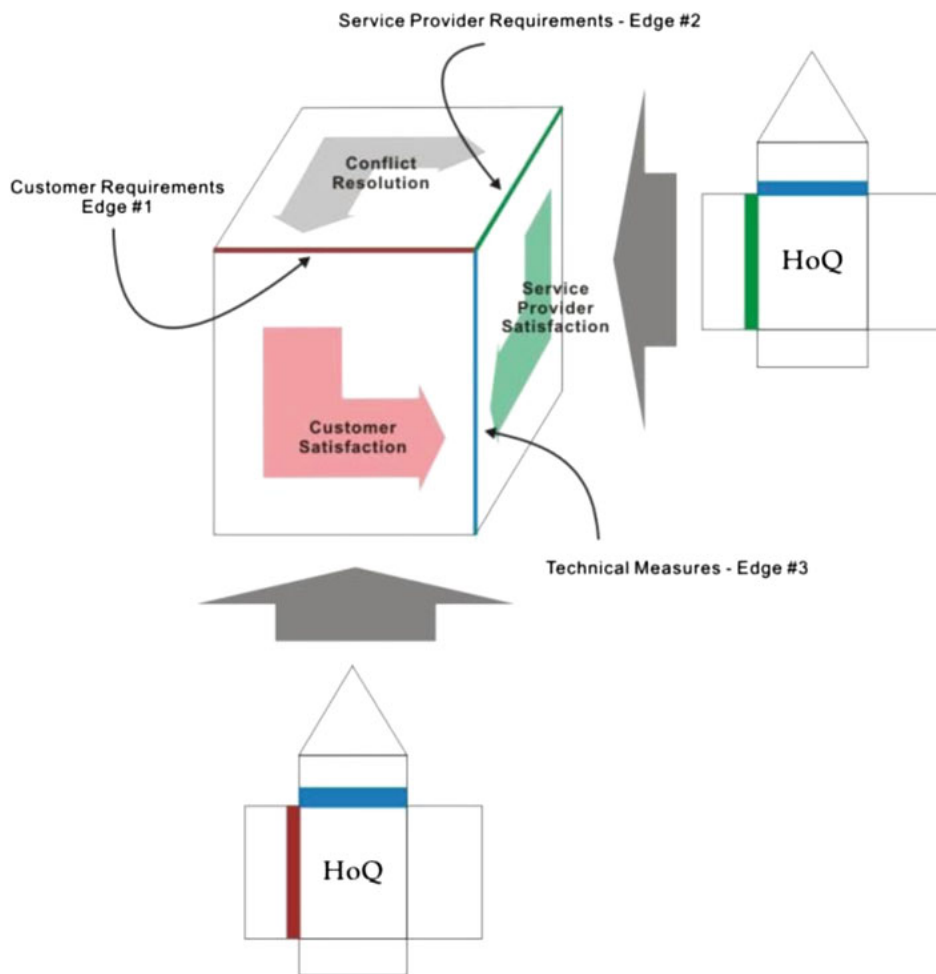 Service Provider Requirements - Edge #2
Conflict
Resolution
Customer Requirements
Edge #1
HoQ
Service
Provider
Satisfaction
Customer
Satisfaction
Technical Measures - Edge #3
HoQ